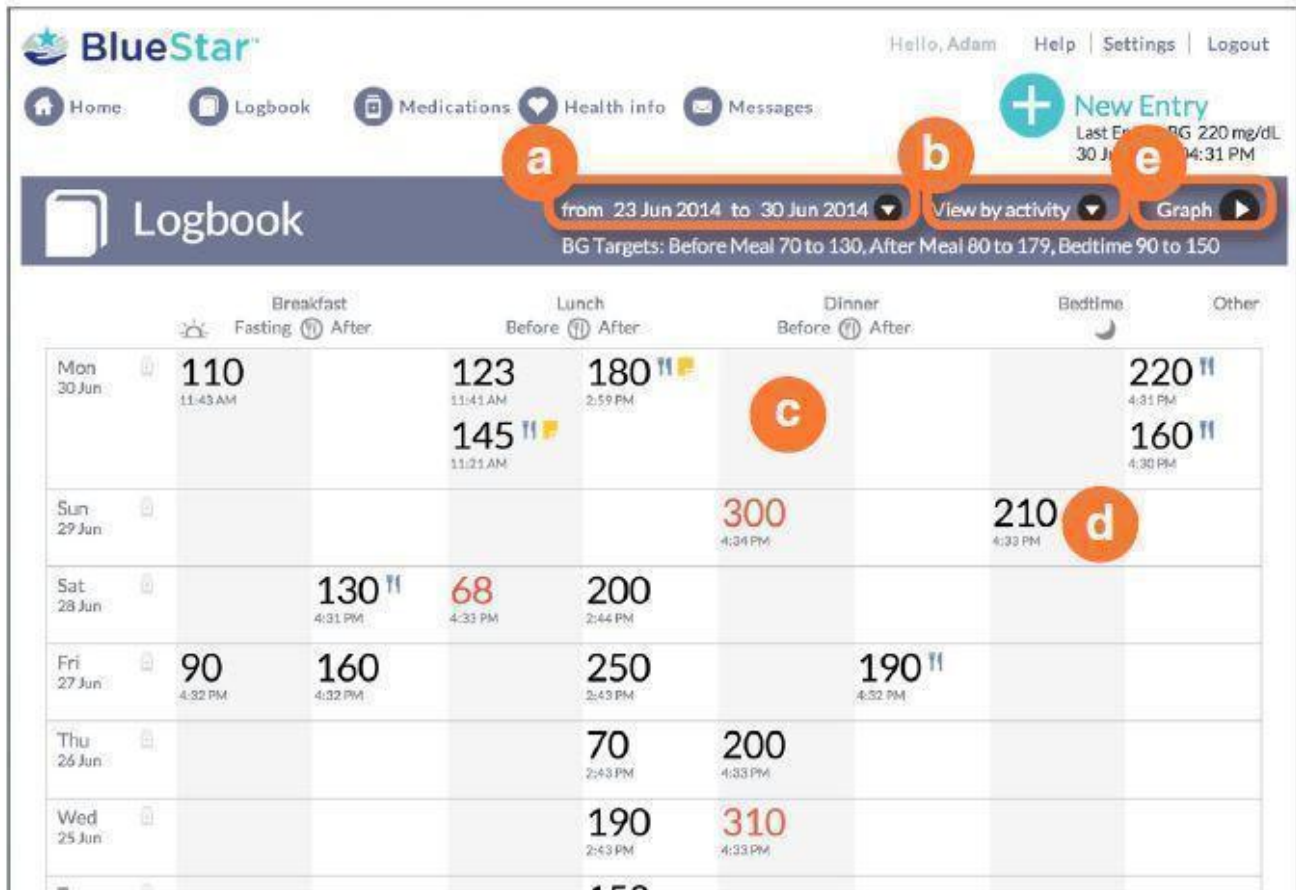 BlueStar™
Hello, Adam Help | Settings | Logout
Home Logbook Medications Health info Messages
New Entry
Last BG 220 mg/dL
30 4:31 PM
a b e
Logbook
from 23 Jun 2014 to 30 Jun 2014 View by activity Graph
BG Targets: Before Meal 70 to 130, After Meal 80 to 179, Bedtime 90 to 150
Breakfast Lunch Dinner Bedtime Other
Fasting After Before After Before After
Mon 110 123 180 220
30 Jun 11:43 AM 11:41 AM 2:59 PM 4:31 PM
c
145 160
11:21 AM 4:30 PM
Sun 300 210 d
29 Jun 4:34 PM 4:33 PM
Sat 130 68 200
28 Jun 4:31 PM 4:33 PM 2:44 PM
Fri 90 160 250 190
27 Jun 4:32 PM 4:32 PM 2:43 PM 4:32 PM
Thu 70 200
26 Jun 2:43 PM 4:33 PM
Wed 190 310
25 Jun 2:43 PM 4:33 PM